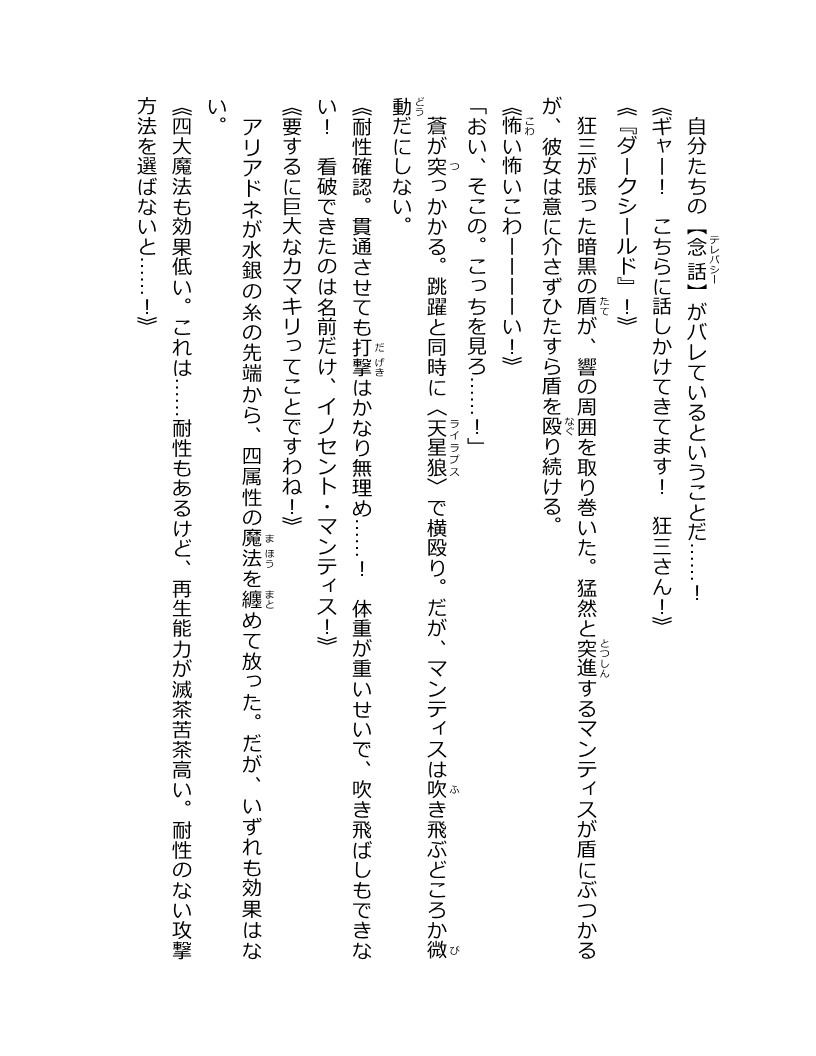 自分たちの【念話】がバレているということだ……！
《ギャー！　こちらに話しかけてきてます！　狂三さん！》
《『ダークシールド』！》
狂三が張った暗黒の盾が、響の周囲を取り巻いた。猛然と突進するマンティスが盾にぶつかる
が、彼女は意に介さずひたすら盾を殴り続ける。
《怖い怖いこわーーーーい！》
「おい、そこの。こっちを見ろ……！」
蒼が突っかかる。跳躍と同時に〈天星狼〉で横殴り。だが、マンティスは吹き飛ぶどころか微
動だにしない。
《耐性確認。貫通させても打撃はかなり無理め……！　体重が重いせいで、吹き飛ばしもできな
い！　看破できたのは名前だけ、イノセント・マンティス！》
《要するに巨大なカマキリってことですわね！》
アリアドネが水銀の糸の先端から、四属性の魔法を纏めて放った。だが、いずれも効果はな
い。
《四大魔法も効果低い。これは……耐性もあるけど、再生能力が滅茶苦茶高い。耐性のない攻撃
方法を選ばないと……！》